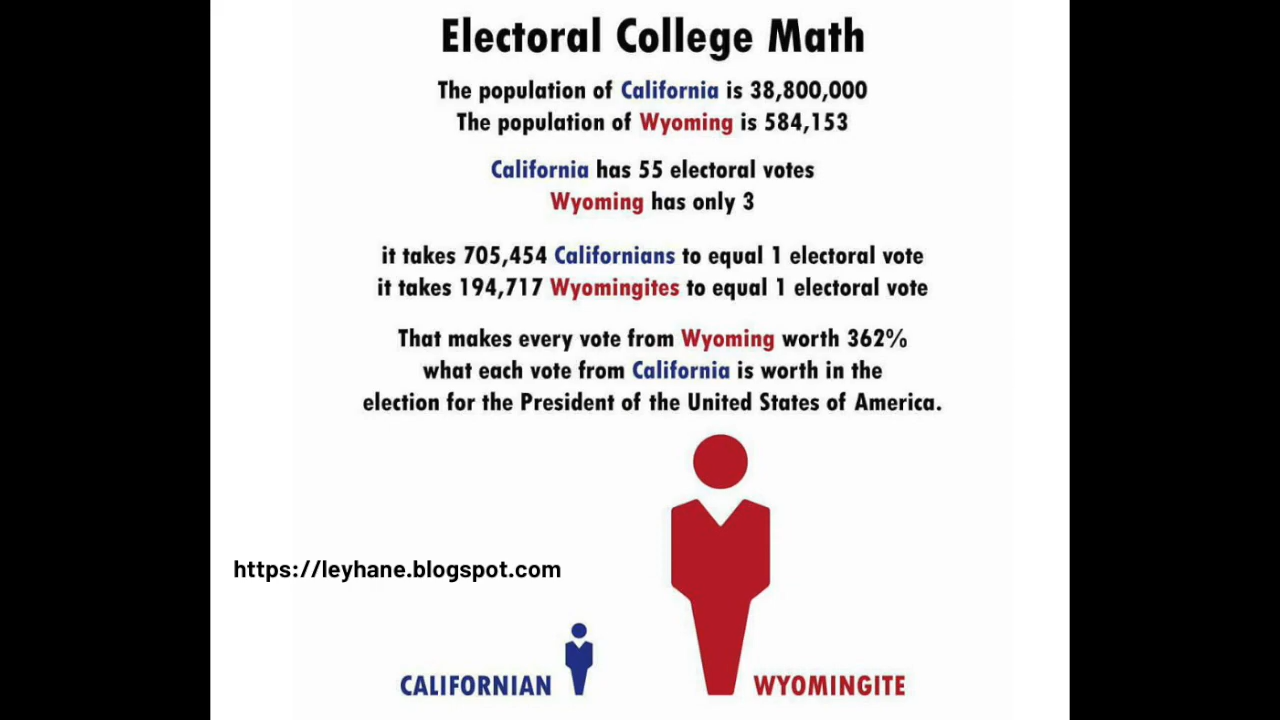 Electoral College Math
The population of California is 38,800,000
The population of Wyoming is 584,153
California has 55 electoral votes
Wyoming has only 3
it takes 705,454 Californians to equal 1 electoral vote
it takes 194,717 Wyomingites to equal 1 electoral vote
That makes every vote from Wyoming worth 362%
what each vote from California is worth in the
election for the President of the United States of America.
https://leyhane.blogspot.com
CALIFORNIAN
WYOMINGITE